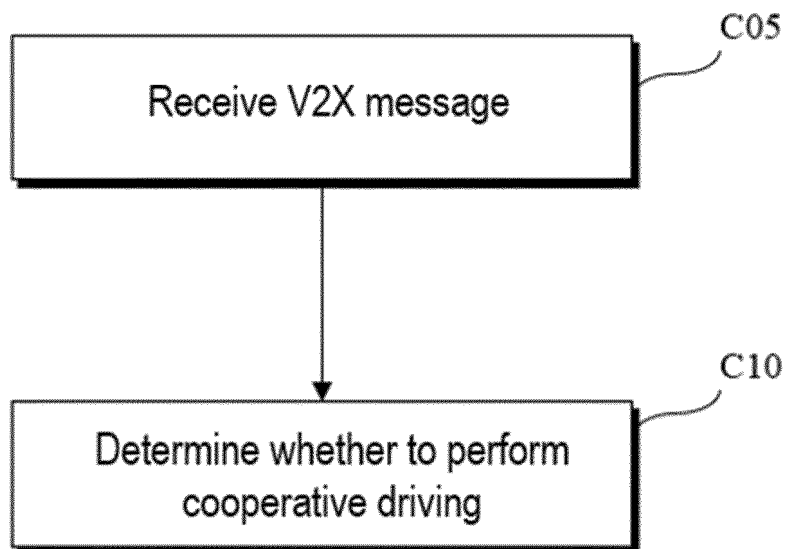 C05
Receive V2X message
C10
Determine whether to perform
cooperative driving